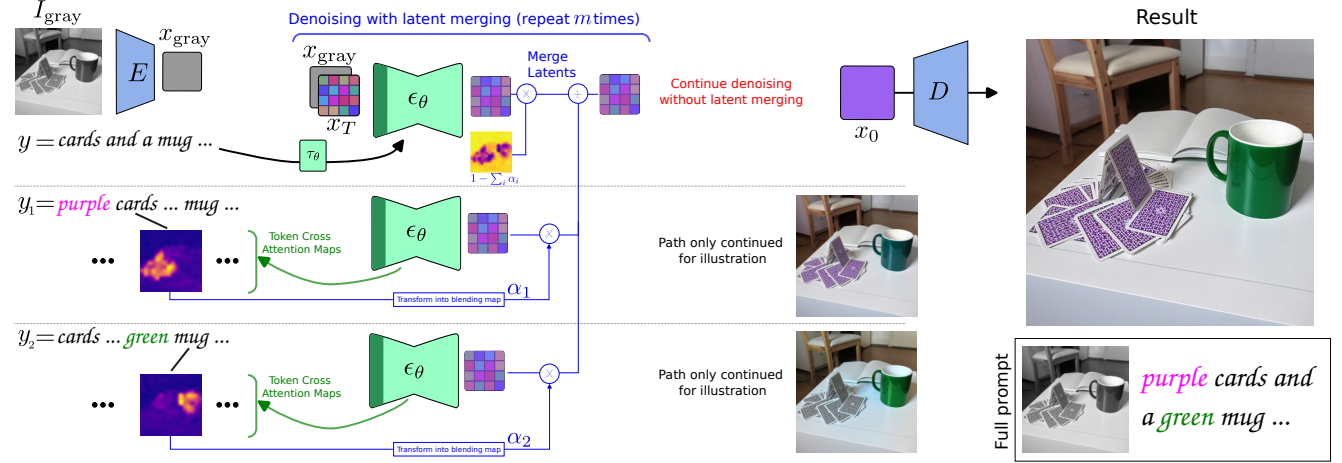 I_gray
x_gray
E
Denoising with latent merging (repeat m times)
x_gray
x_T
ϵ_θ
Merge
Latents
×
+
Continue denoising
without latent merging
x_0
D
Result
y = cards and a mug ...
τ_θ
1 − ∑_i α_i
y_1= purple cards ... mug ...
•••
•••
Token Cross
Attention Maps
ϵ_θ
×
Transform into blending map
α_1
Path only continued
for illustration
y_2= cards ... green mug ...
•••
•••
Token Cross
Attention Maps
ϵ_θ
×
Transform into blending map
α_2
Path only continued
for illustration
Full prompt
purple cards and
a green mug ...